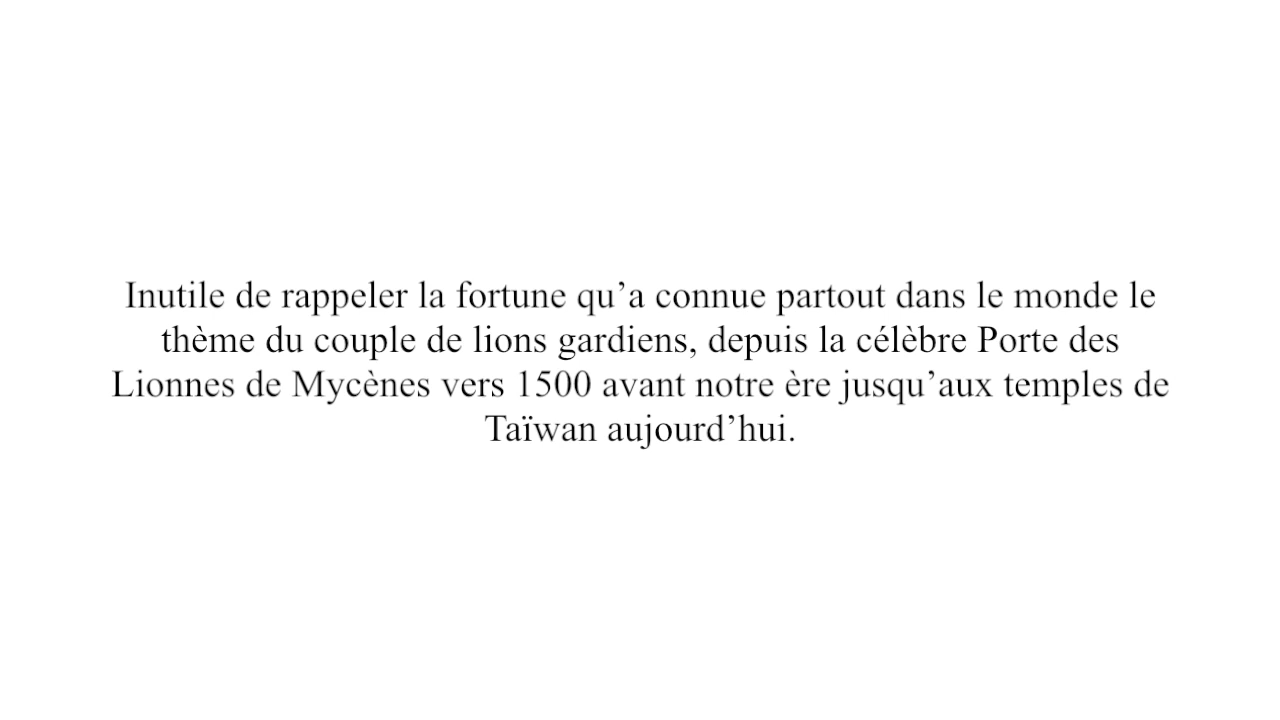 Inutile de rappeler la fortune qu’a connue partout dans le monde le
thème du couple de lions gardiens, depuis la célèbre Porte des
Lionnes de Mycènes vers 1500 avant notre ère jusqu’aux temples de
Taïwan aujourd’hui.